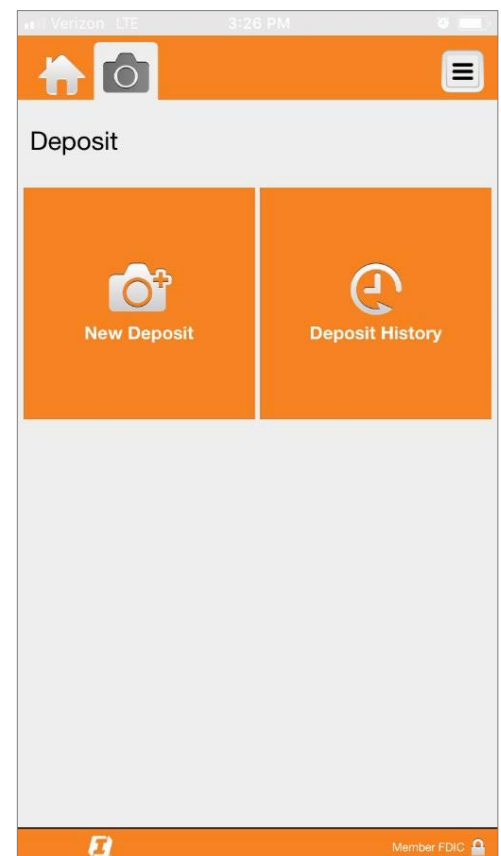 Verizon LTE 3:26 PM
Deposit
New Deposit Deposit History
Member FDIC